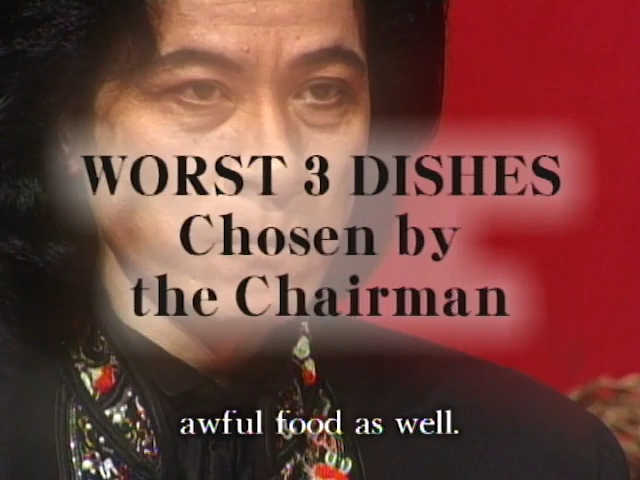 WORST 3 DISHES
Chosen by
the Chairman
awful food as well.